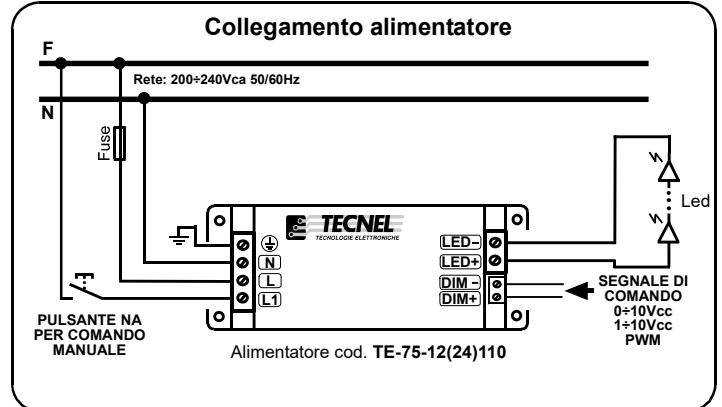 Collegamento alimentatore
F
Rete: 200÷240Vca 50/60Hz
N
Fuse
TECNEL
TECNOLOGIE ELETTRONICHE
N
L
L1
LED-
LED+
DIM -
DIM+
Led
PULSANTE NA
PER COMANDO
MANUALE
SEGNALE DI
COMANDO
0÷10Vcc
1÷10Vcc
PWM
Alimentatore cod. TE-75-12(24)110